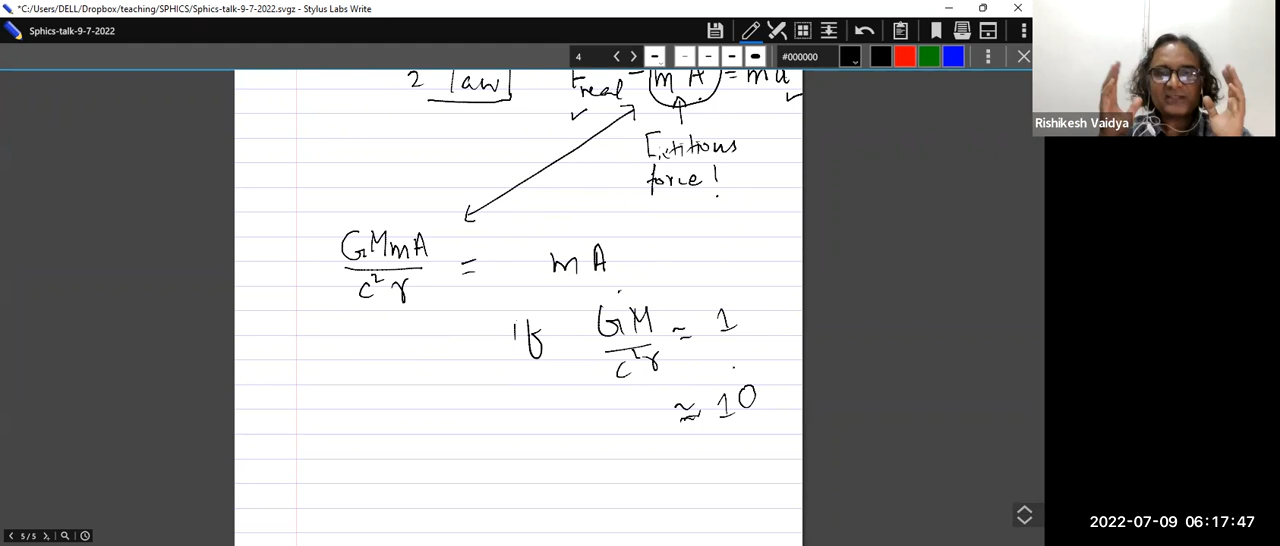 *C:/Users/DELL/Dropbox/teaching/SPHICS/Sphics-talk-9-7-2022.svgz - Stylus Labs Write
Sphics-talk-9-7-2022
4
#000000
Rishikesh Vaidya
2 law Freal - mA = ma
Fictitious
force!
GMmA/c²r = mA
if GM/c²r ≈ 1
≈ 10
5/5
2022-07-09 06:17:47